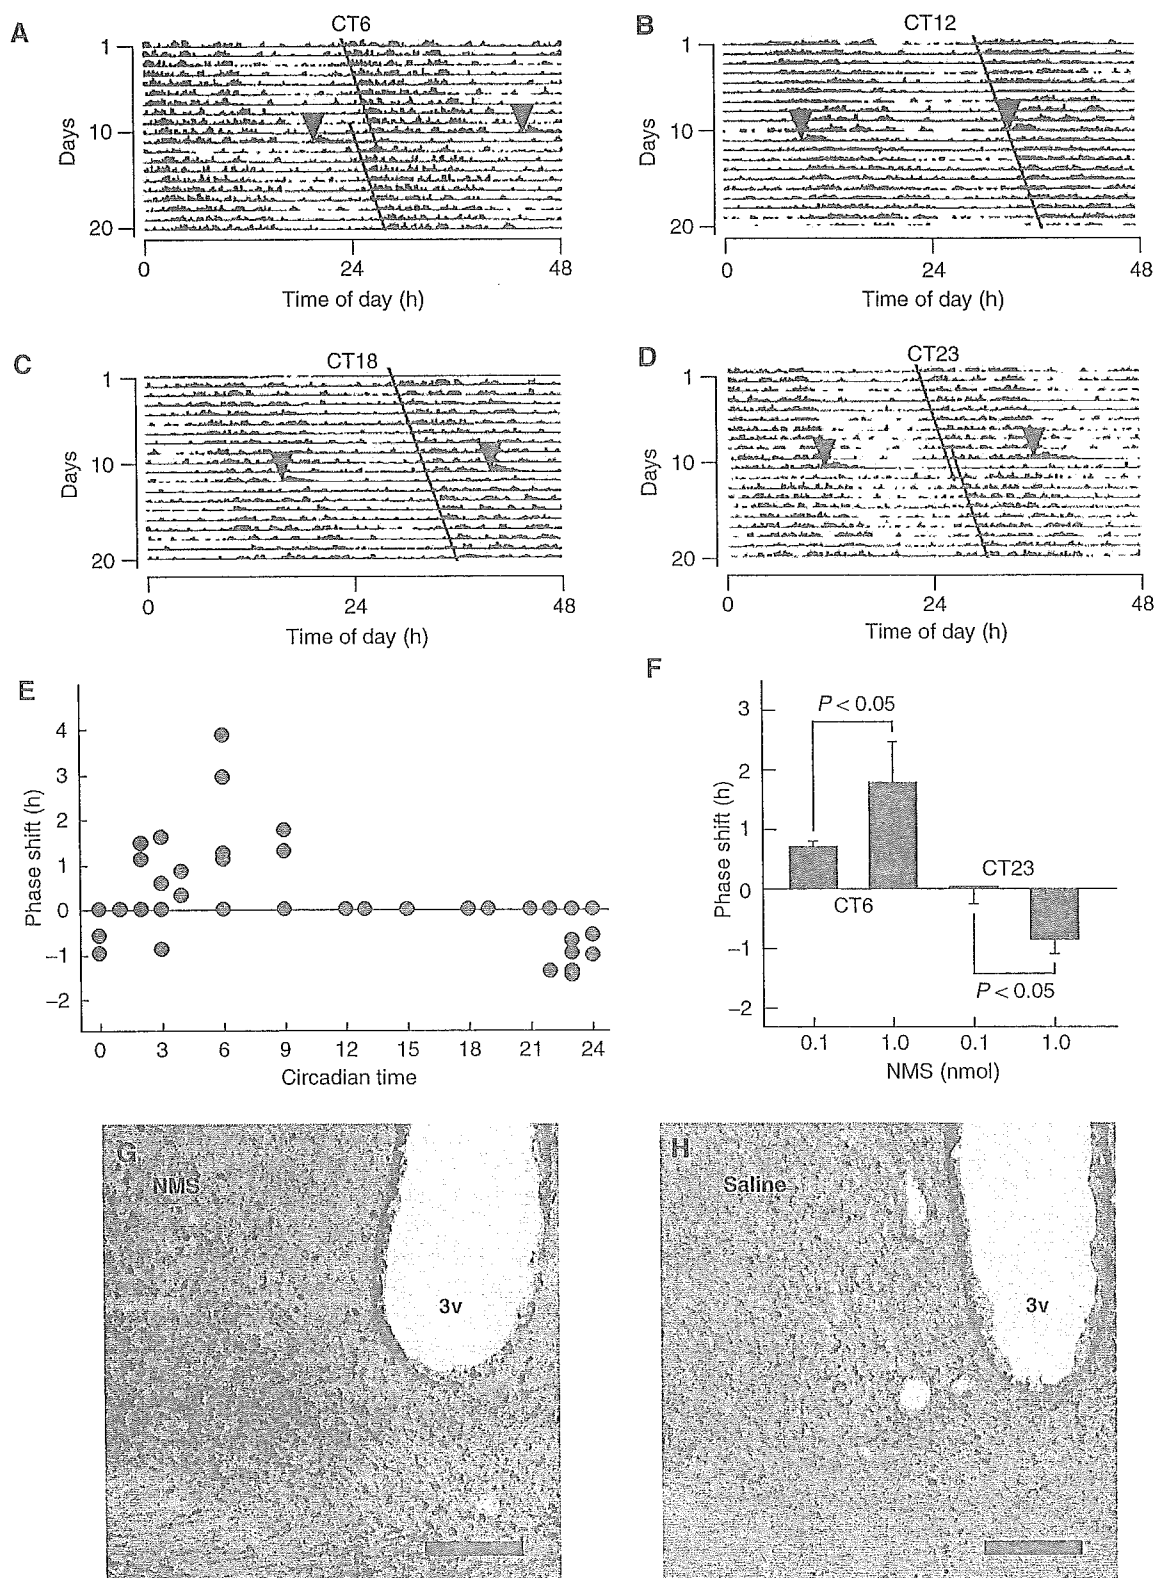 A
CT6
1
10
20
Days
0 24 48
Time of day (h)
B
CT12
1
10
20
Days
0 24 48
Time of day (h)
C
CT18
1
10
20
Days
0 24 48
Time of day (h)
D
CT23
1
10
20
Days
0 24 48
Time of day (h)
E
4
3
2
1
0
−1
−2
Phase shift (h)
0 3 6 9 12 15 18 21 24
Circadian time
F
P < 0.05
3
2
1
0
−1
−2
Phase shift (h)
CT23
CT6
P < 0.05
0.1 1.0 0.1 1.0
NMS (nmol)
G
NMS
3v
H
Saline
3v